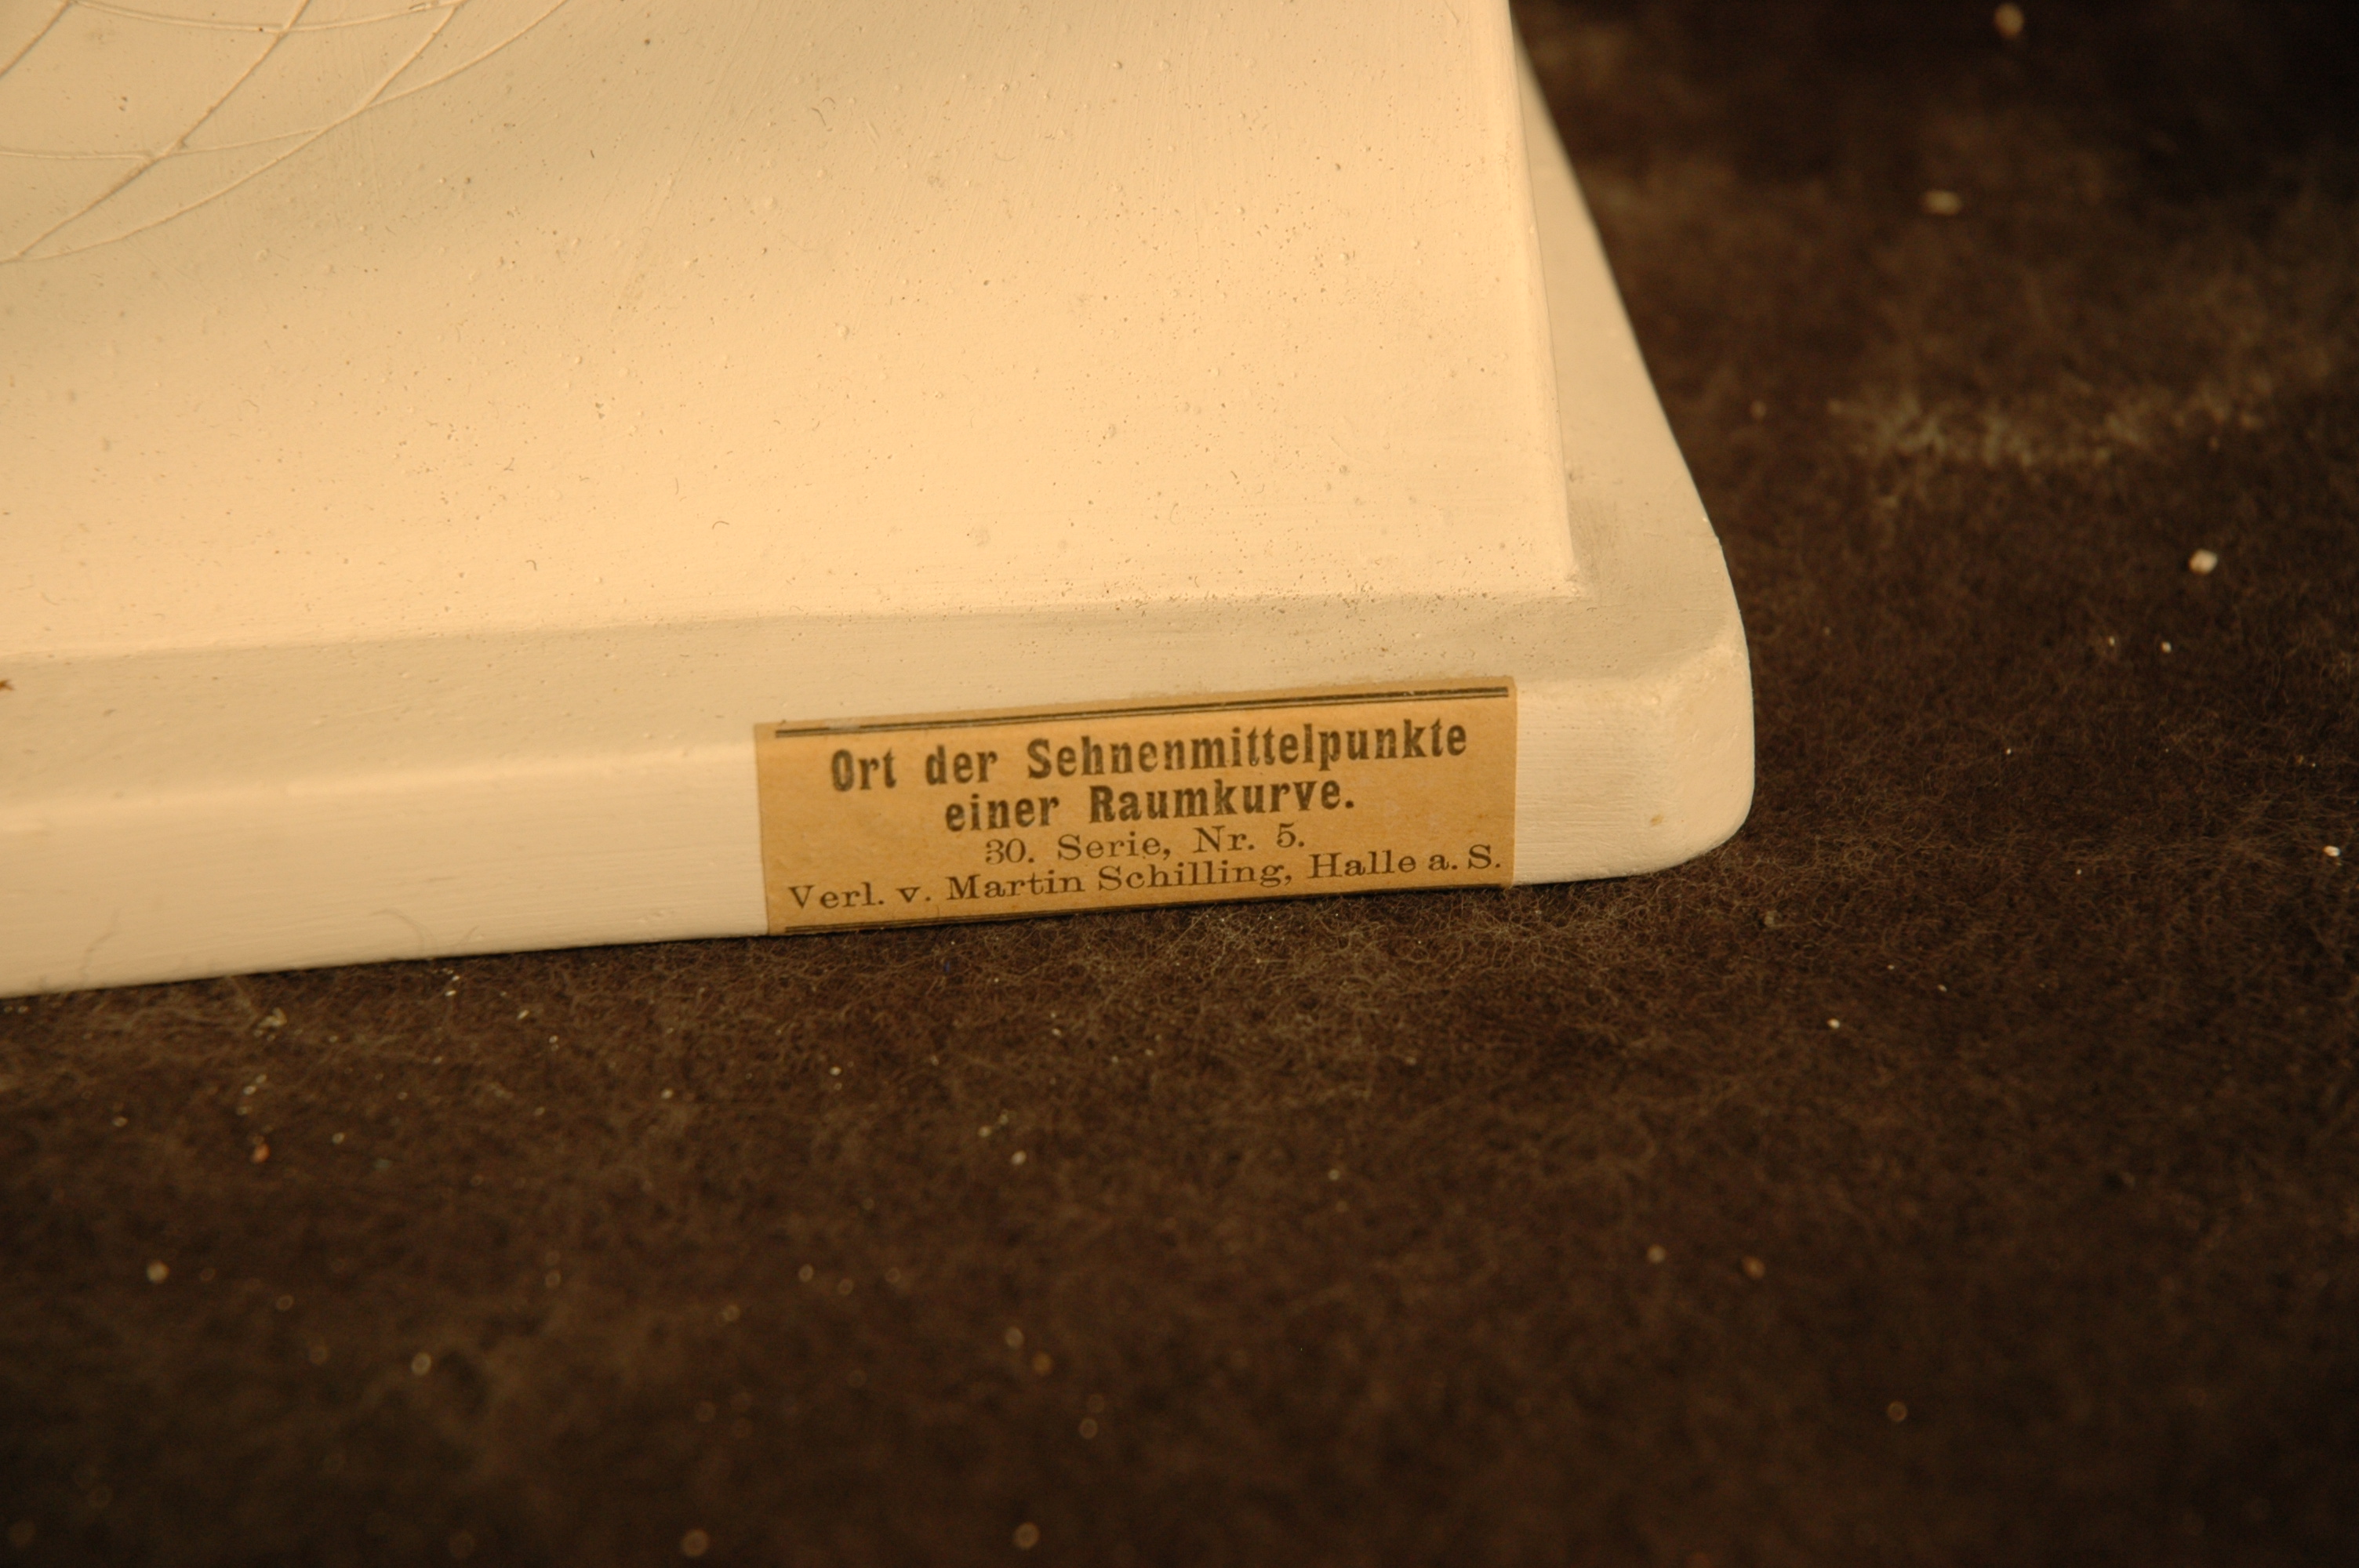 Ort der Sehnenmittelpunkte
einer Raumkurve.
30. Serie, Nr. 5.
Verl. v. Martin Schilling, Halle a. S.